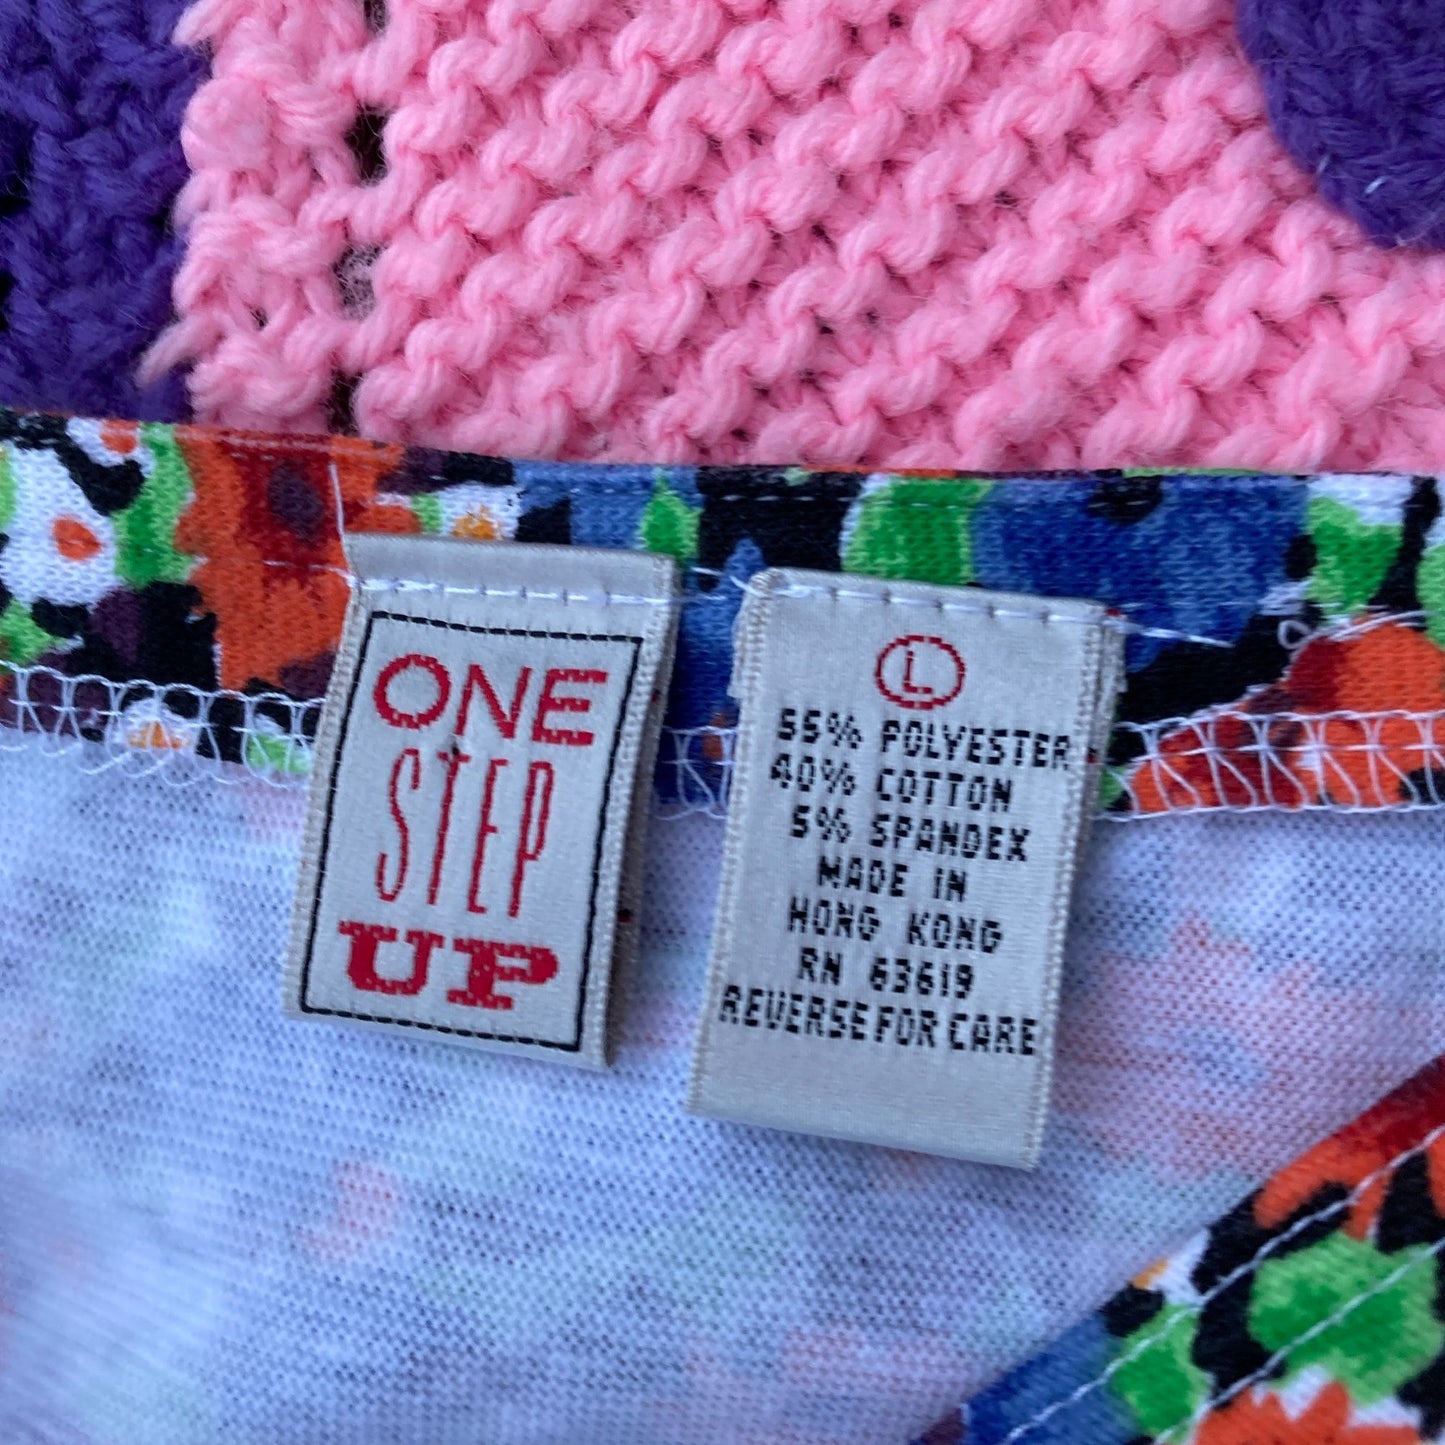 ONE
STEP
UP
L
55% POLYESTER
40% COTTON
5% SPANDEX
MADE IN
HONG KONG
RN 63619
REVERSE FOR CARE